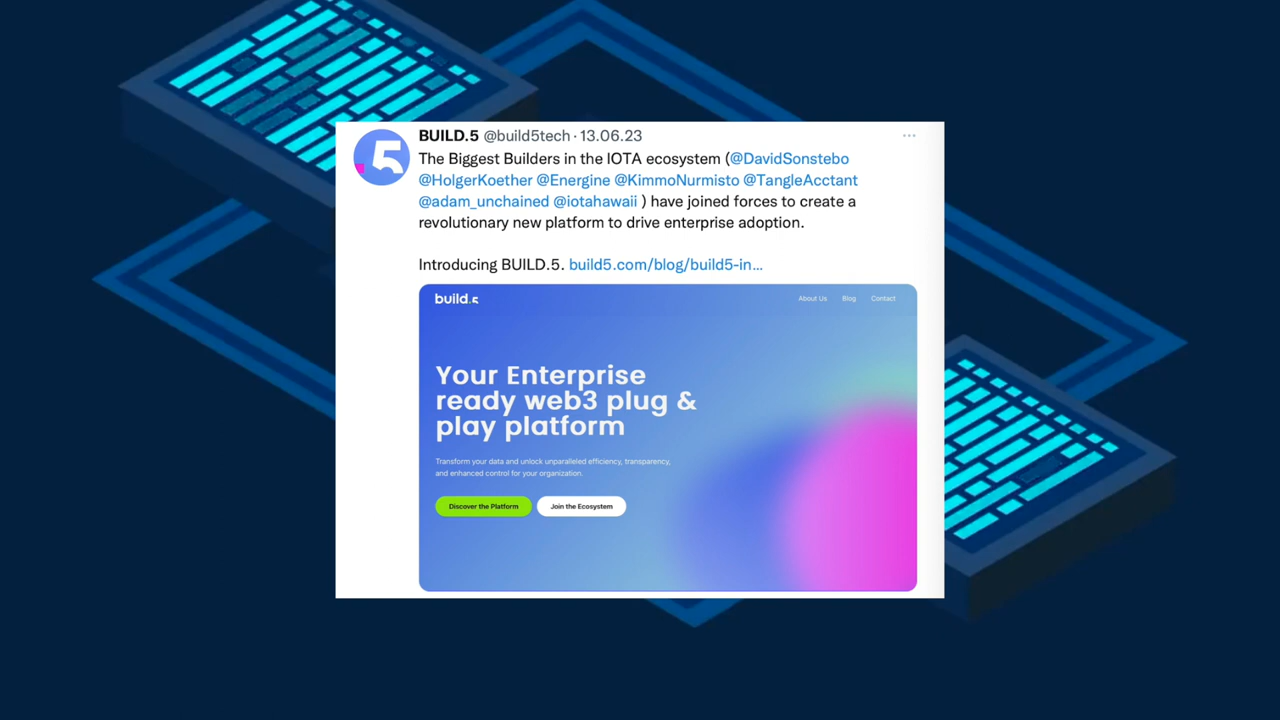 BUILD.5 @build5tech · 13.06.23
The Biggest Builders in the IOTA ecosystem (@DavidSonstebo
@HolgerKoether @Energine @KimmoNurmisto @TangleAcctant
@adam_unchained @iotahawaii ) have joined forces to create a
revolutionary new platform to drive enterprise adoption.
Introducing BUILD.5. build5.com/blog/build5-in…
build.5
About Us Blog Contact
Your Enterprise
ready web3 plug &
play platform
Transform your data and unlock unparalleled efficiency, transparency,
and enhanced control for your organization.
Discover the Platform Join the Ecosystem